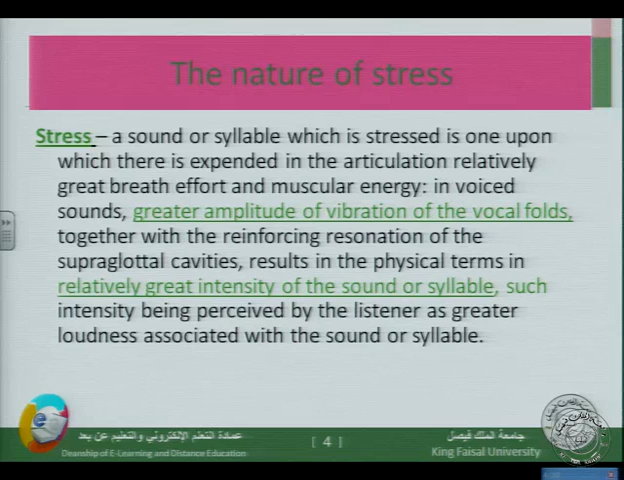 The nature of stress
Stress – a sound or syllable which is stressed is one upon
which there is expended in the articulation relatively
great breath effort and muscular energy: in voiced
sounds, greater amplitude of vibration of the vocal folds,
together with the reinforcing resonation of the
supraglottal cavities, results in the physical terms in
relatively great intensity of the sound or syllable, such
intensity being perceived by the listener as greater
loudness associated with the sound or syllable.
عمادة التعلم الإلكتروني والتعليم عن بعد
Deanship of E-Learning and Distance Education
[ 4 ]
جامعة الملك فيصل
King Faisal University